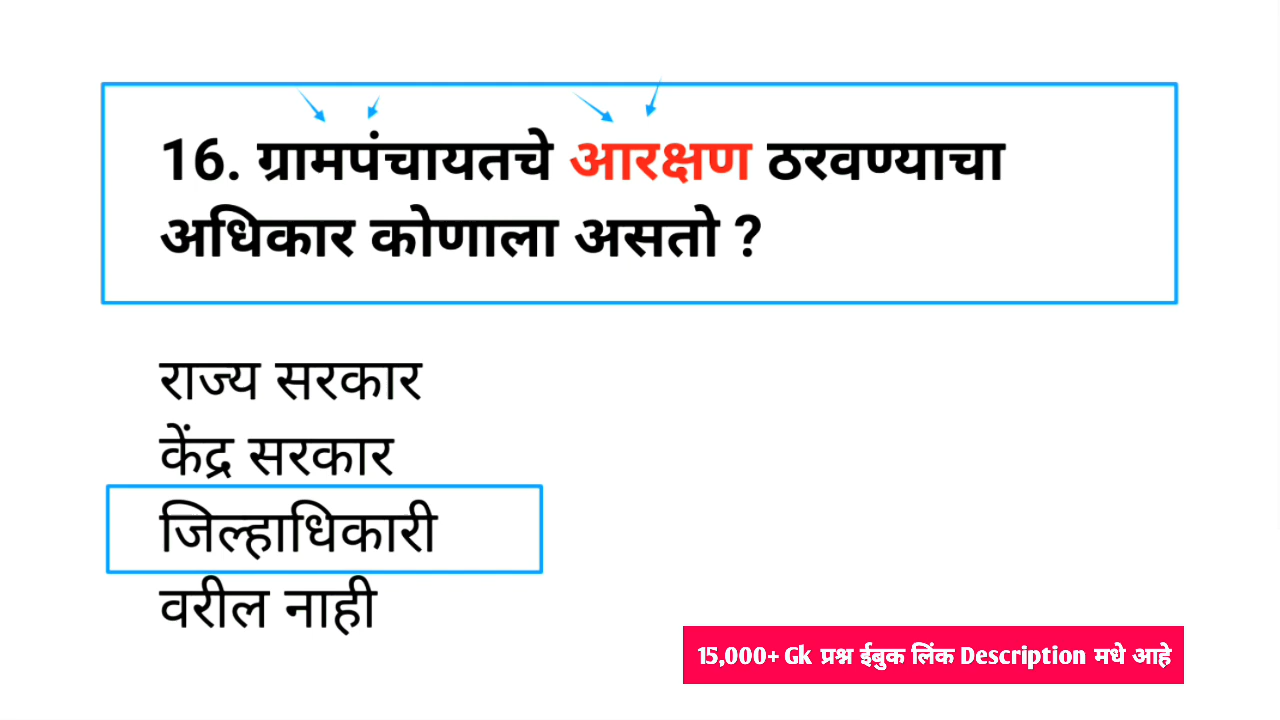 16. ग्रामपंचायतचे आरक्षण ठरवण्याचा
अधिकार कोणाला असतो ?
राज्य सरकार
केंद्र सरकार
जिल्हाधिकारी
वरील नाही
15,000+ Gk प्रश्न ईबुक लिंक Description मधे आहे